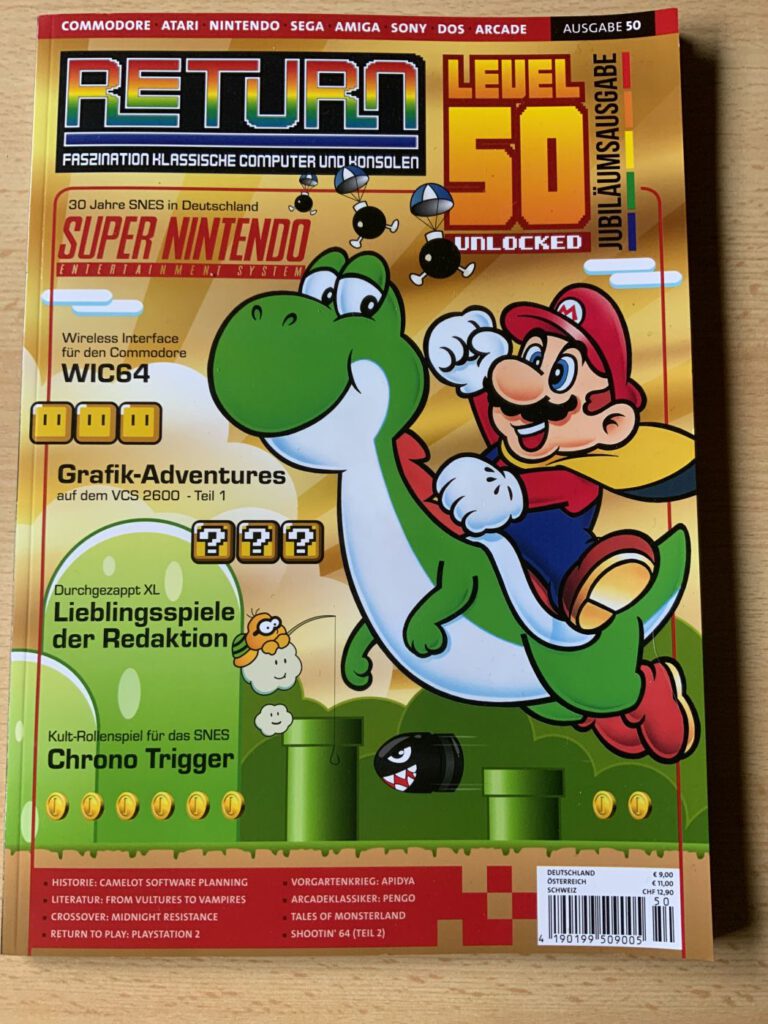 COMMODORE · ATARI · NINTENDO · SEGA · AMIGA · SONY · DOS · ARCADE
AUSGABE 50
RETURN
FASZINATION KLASSISCHE COMPUTER UND KONSOLEN
LEVEL
50
UNLOCKED
JUBILÄUMSAUSGABE
30 Jahre SNES in Deutschland
SUPER NINTENDO
ENTERTAINMENT SYSTEM
M
Wireless Interface
für den Commodore
WIC64
Grafik-Adventures
auf dem VCS 2600 - Teil 1
? ? ?
Durchgezappt XL
Lieblingsspiele
der Redaktion
Kult-Rollenspiel für das SNES
Chrono Trigger
HISTORIE: CAMELOT SOFTWARE PLANNING
LITERATUR: FROM VULTURES TO VAMPIRES
CROSSOVER: MIDNIGHT RESISTANCE
RETURN TO PLAY: PLAYSTATION 2
VORGARTENKRIEG: APIDYA
ARCADEKLASSIKER: PENGO
TALES OF MONSTERLAND
SHOOTIN' 64 (TEIL 2)
DEUTSCHLAND € 9,00
ÖSTERREICH € 11,00
SCHWEIZ CHF 12,90
50
4 190199 509005